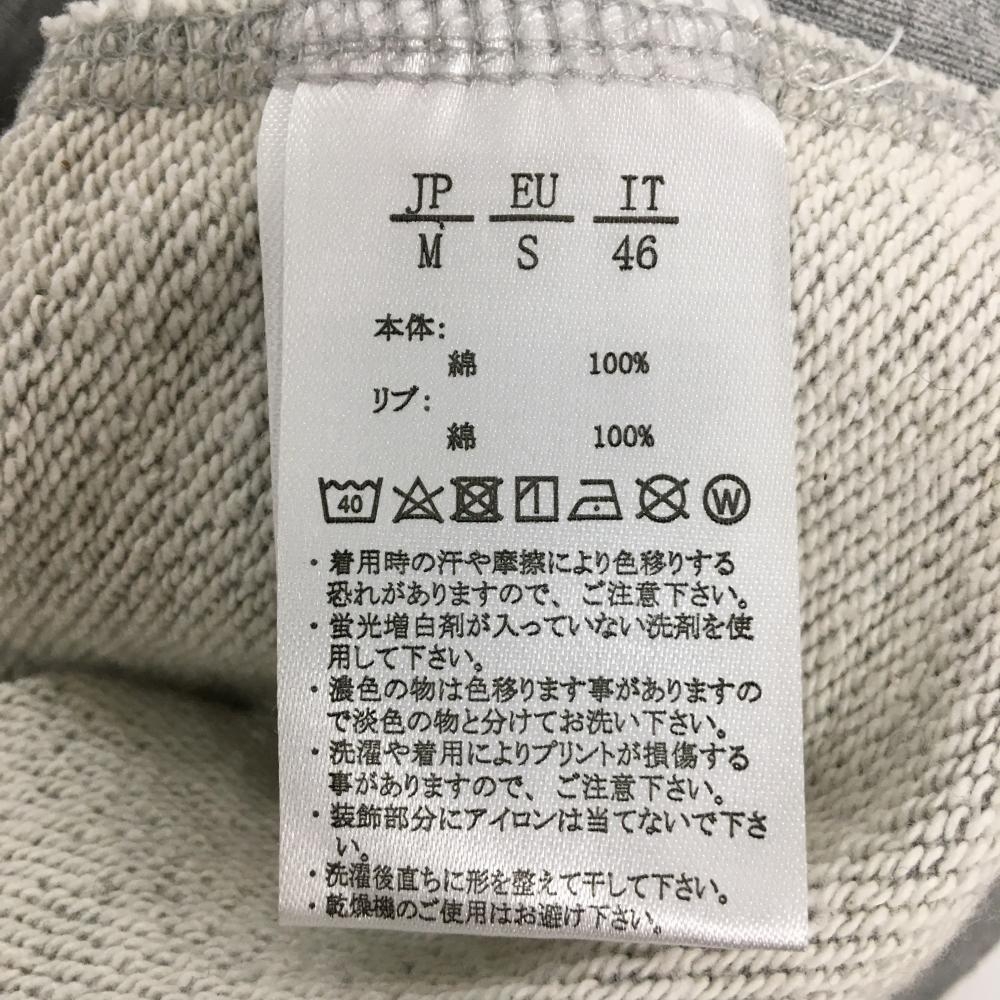 JP EU IT
M S 46
本体:
綿 100%
リブ:
綿 100%
40 W
・着用時の汗や摩擦により色移りする
恐れがありますので、ご注意下さい。
・蛍光増白剤が入っていない洗剤を使
用して下さい。
・濃色の物は色移ります事がありますの
で淡色の物と分けてお洗い下さい。
・洗濯や着用によりプリントが損傷する
事がありますので、ご注意下さい。
・装飾部分にアイロンは当てないで下さ
い。
・洗濯後直ちに形を整えて干して下さい。
・乾燥機のご使用はお避け下さい。